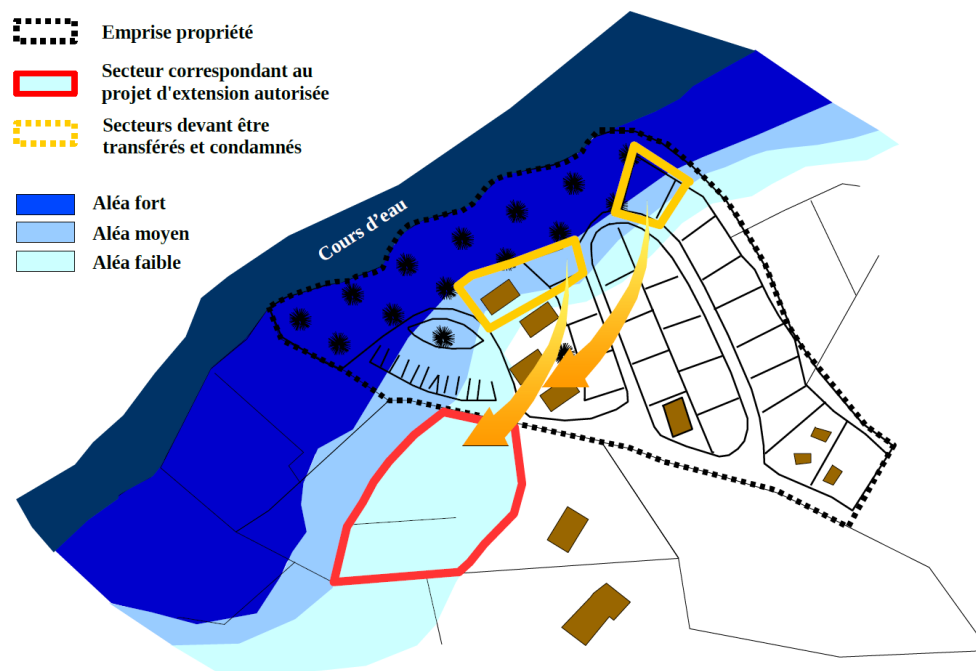 Emprise propriété
Secteur correspondant au
projet d'extension autorisée
Secteurs devant être
transférés et condamnés
Aléa fort
Aléa moyen
Aléa faible
Cours d'eau